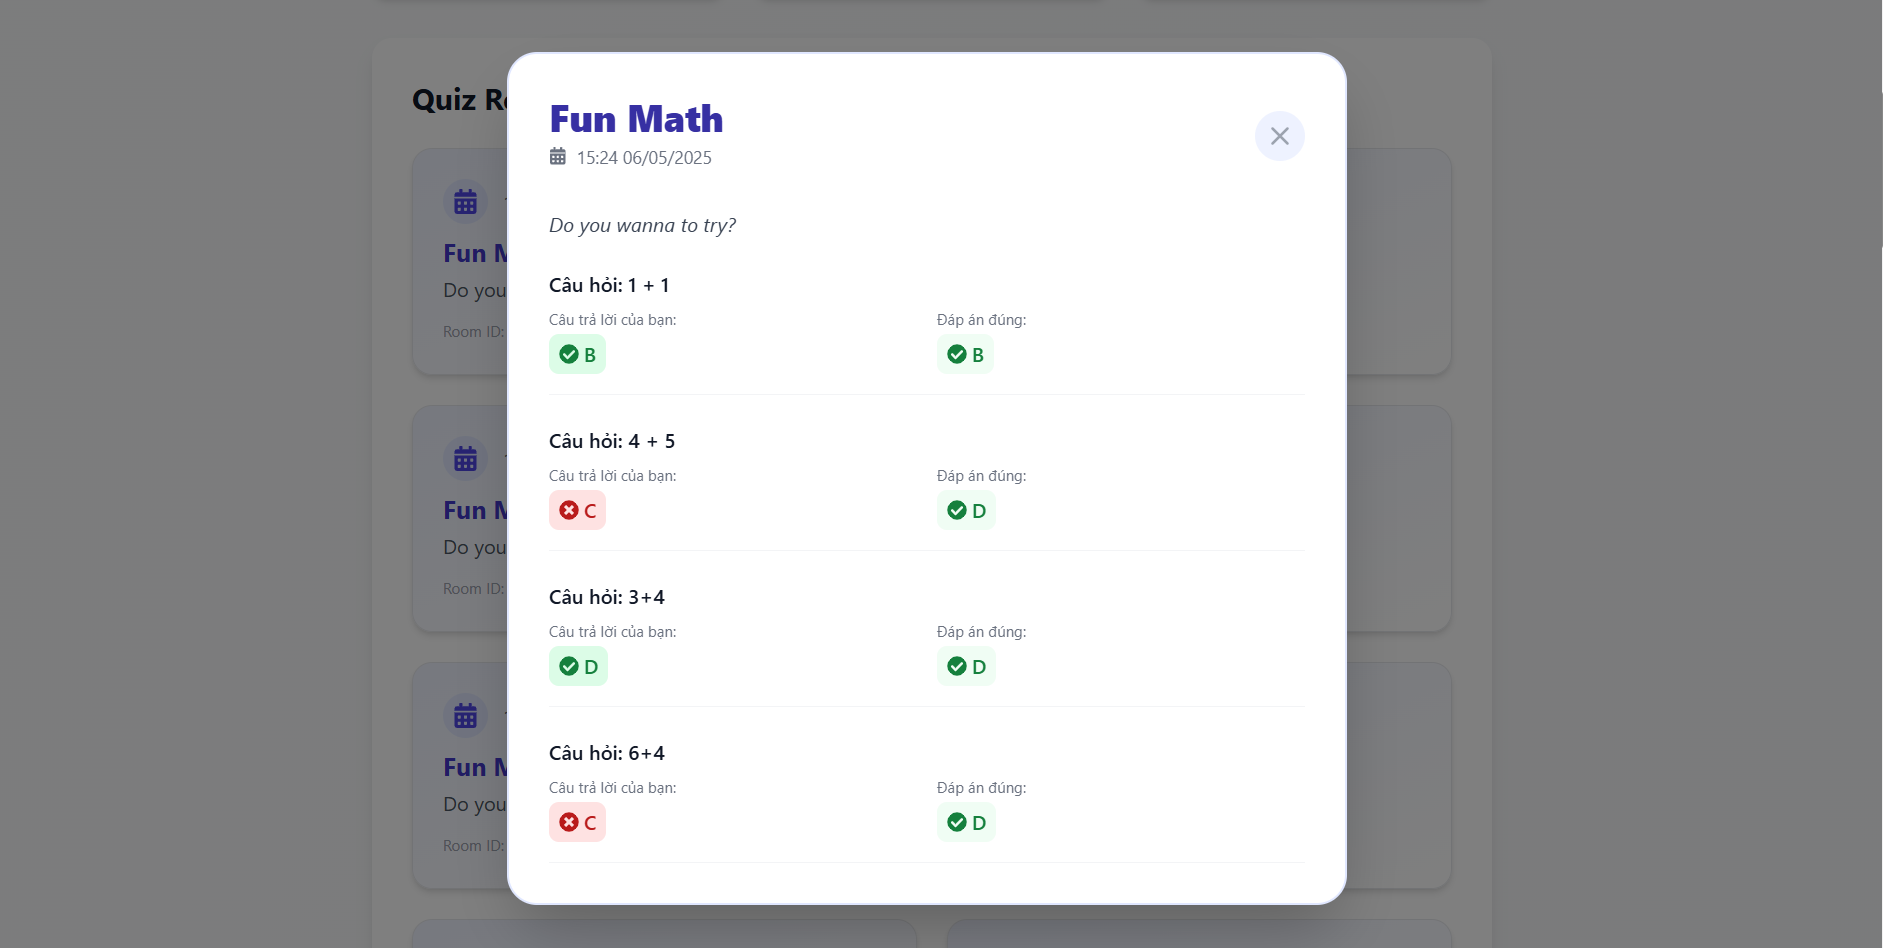 Quiz
Fun Math
15:24 06/05/2025
Do you wanna to try?
Câu hỏi: 1 + 1
Câu trả lời của bạn:
Đáp án đúng:
B
B
Câu hỏi: 4 + 5
Câu trả lời của bạn:
Đáp án đúng:
C
D
Câu hỏi: 3+4
Câu trả lời của bạn:
Đáp án đúng:
D
D
Câu hỏi: 6+4
Câu trả lời của bạn:
Đáp án đúng:
C
D
Fun
Do you
Room ID:
Fun
Do you
Room ID:
Fun
Do you
Room ID: